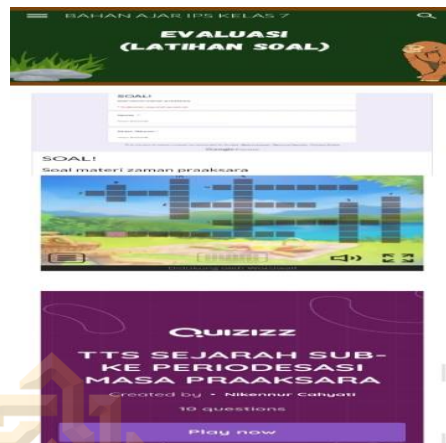 BAHAN AJAR IPS KELAS 7
EVALUASI
(LATIHAN SOAL)
SOAL!
SOAL!
Soal materi zaman praaksara
QUIZIZZ
TTS SEJARAH SUB-
KE PERIODESASI
MASA PRAAKSARA
Created by • Nikennur Cahyati
10 questions
Play now